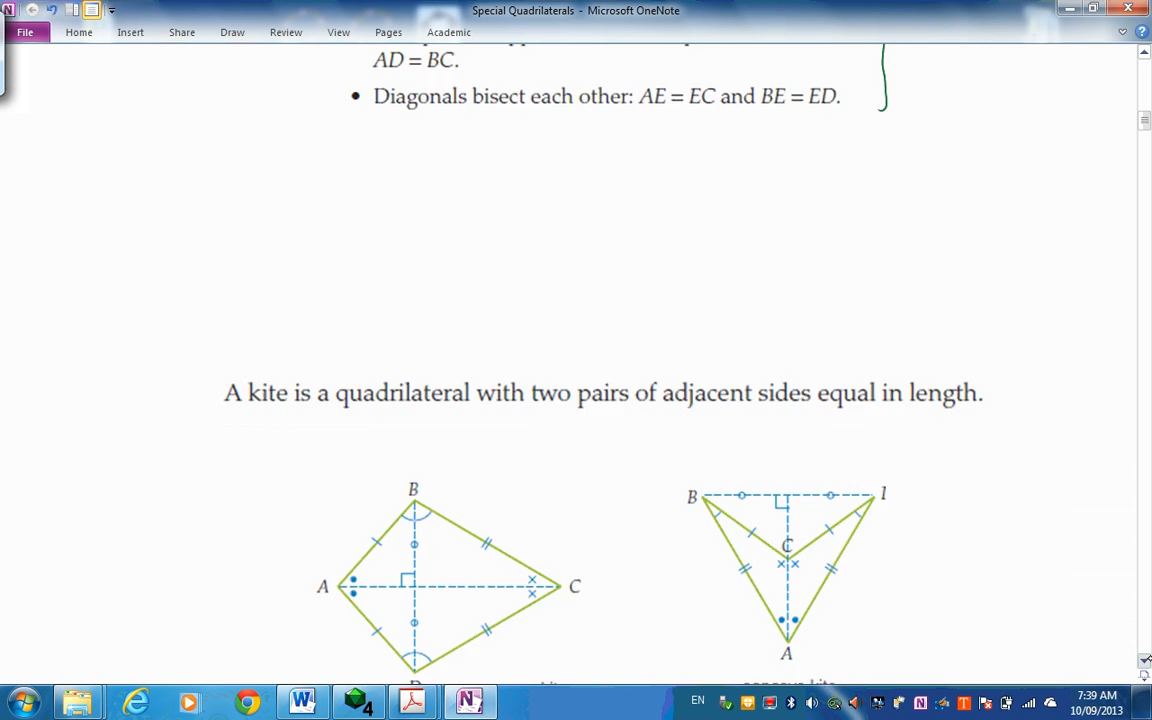 Special Quadrilaterals - Microsoft OneNote
File Home Insert Share Draw Review View Pages Academic
AD = BC.
• Diagonals bisect each other: AE = EC and BE = ED.
A kite is a quadrilateral with two pairs of adjacent sides equal in length.
B
A
C
B
l
C
A
EN
7:39 AM
10/09/2013